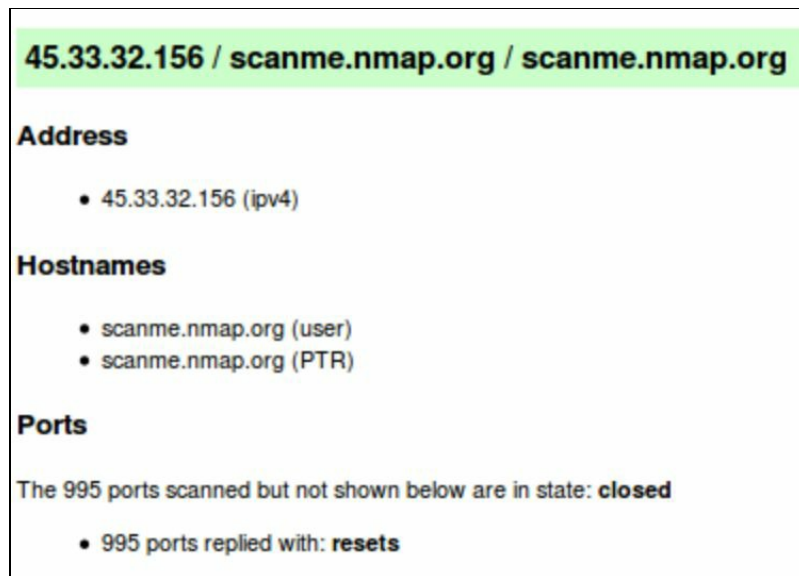 45.33.32.156 / scanme.nmap.org / scanme.nmap.org
Address
• 45.33.32.156 (ipv4)
Hostnames
• scanme.nmap.org (user)
• scanme.nmap.org (PTR)
Ports
The 995 ports scanned but not shown below are in state: closed
• 995 ports replied with: resets